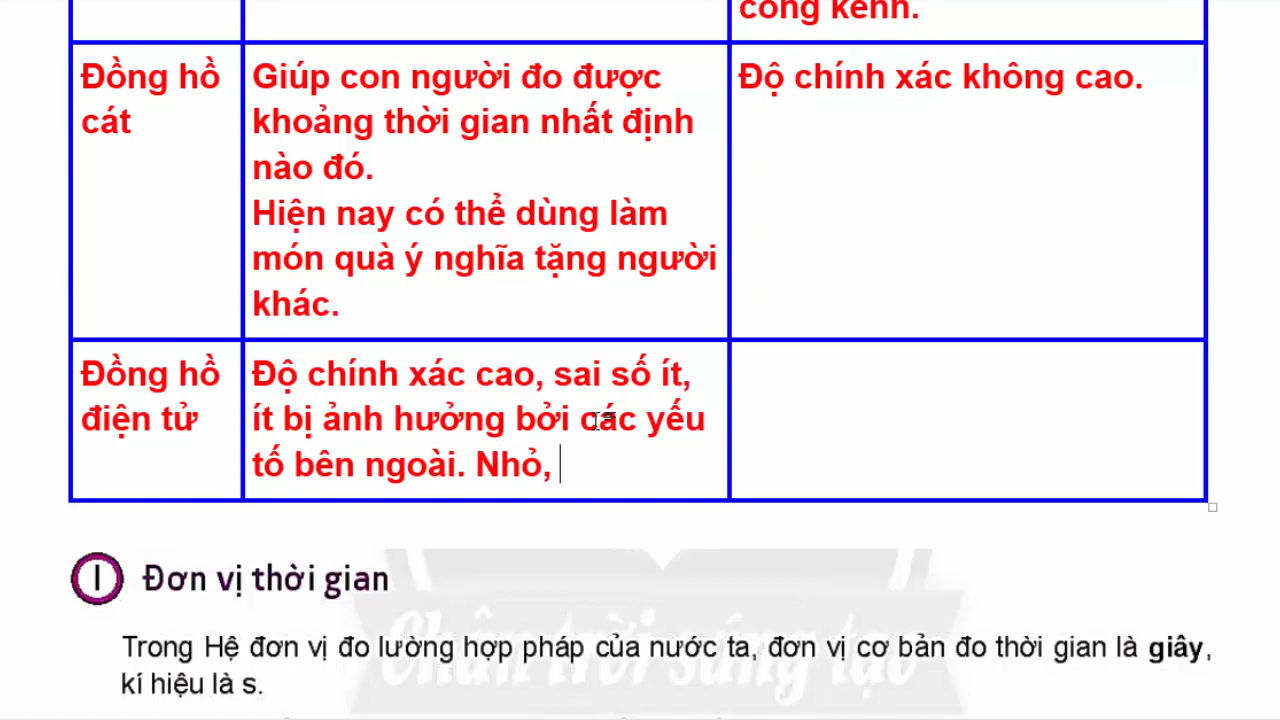 cồng kềnh.
Đồng hồ
cát
Giúp con người đo được
khoảng thời gian nhất định
nào đó.
Hiện nay có thể dùng làm
món quà ý nghĩa tặng người
khác.
Độ chính xác không cao.
Đồng hồ
điện tử
Độ chính xác cao, sai số ít,
ít bị ảnh hưởng bởi các yếu
tố bên ngoài. Nhỏ,
I Đơn vị thời gian
Chân trời sáng tạo
Trong Hệ đơn vị đo lường hợp pháp của nước ta, đơn vị cơ bản đo thời gian là giây,
kí hiệu là s.